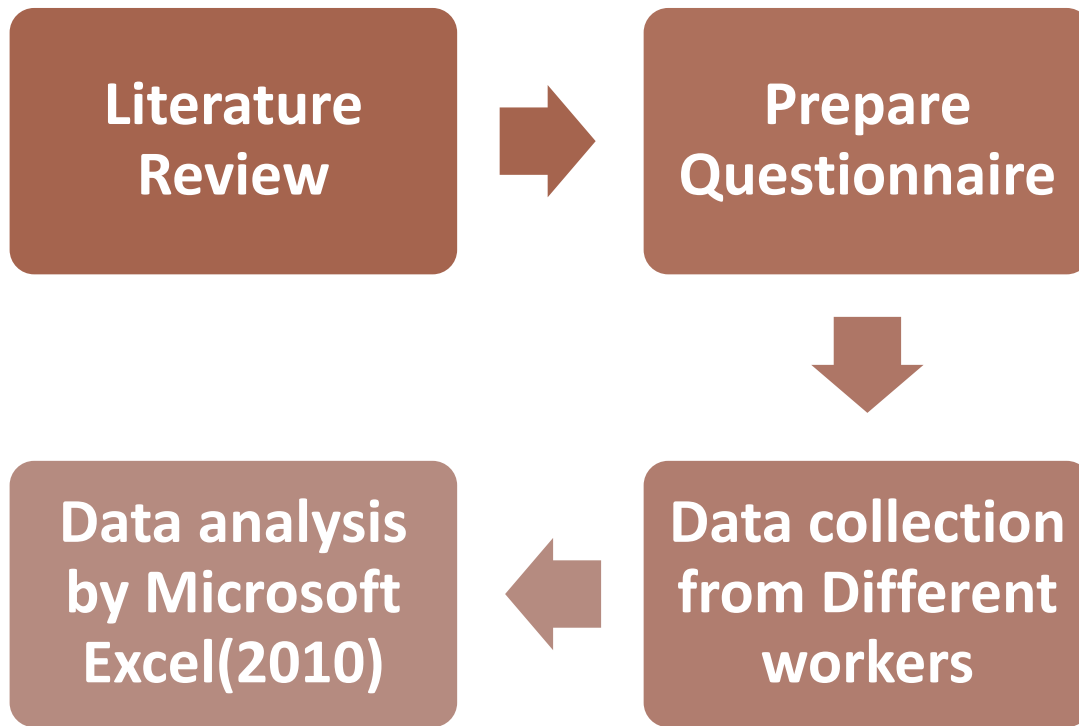 Literature
Review
Prepare
Questionnaire
Data collection
from Different
workers
Data analysis
by Microsoft
Excel(2010)